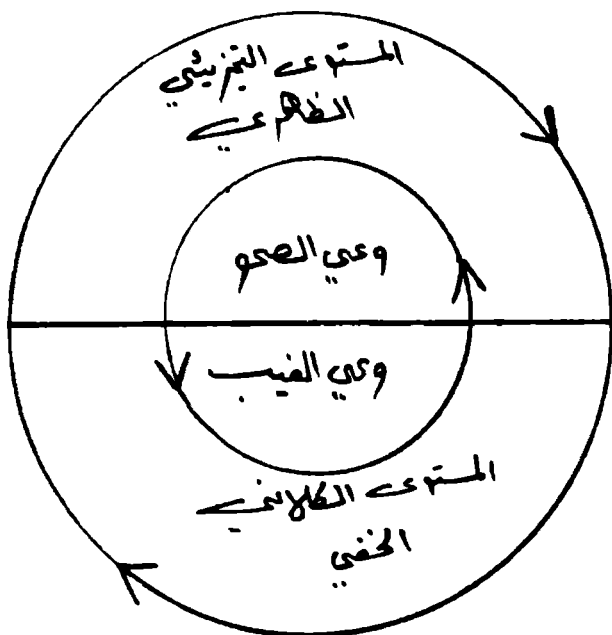 المستوى التجزيئي
الظاهري
وعي الصحو
وعي الغيب
المستوى الكلاني
الخفي